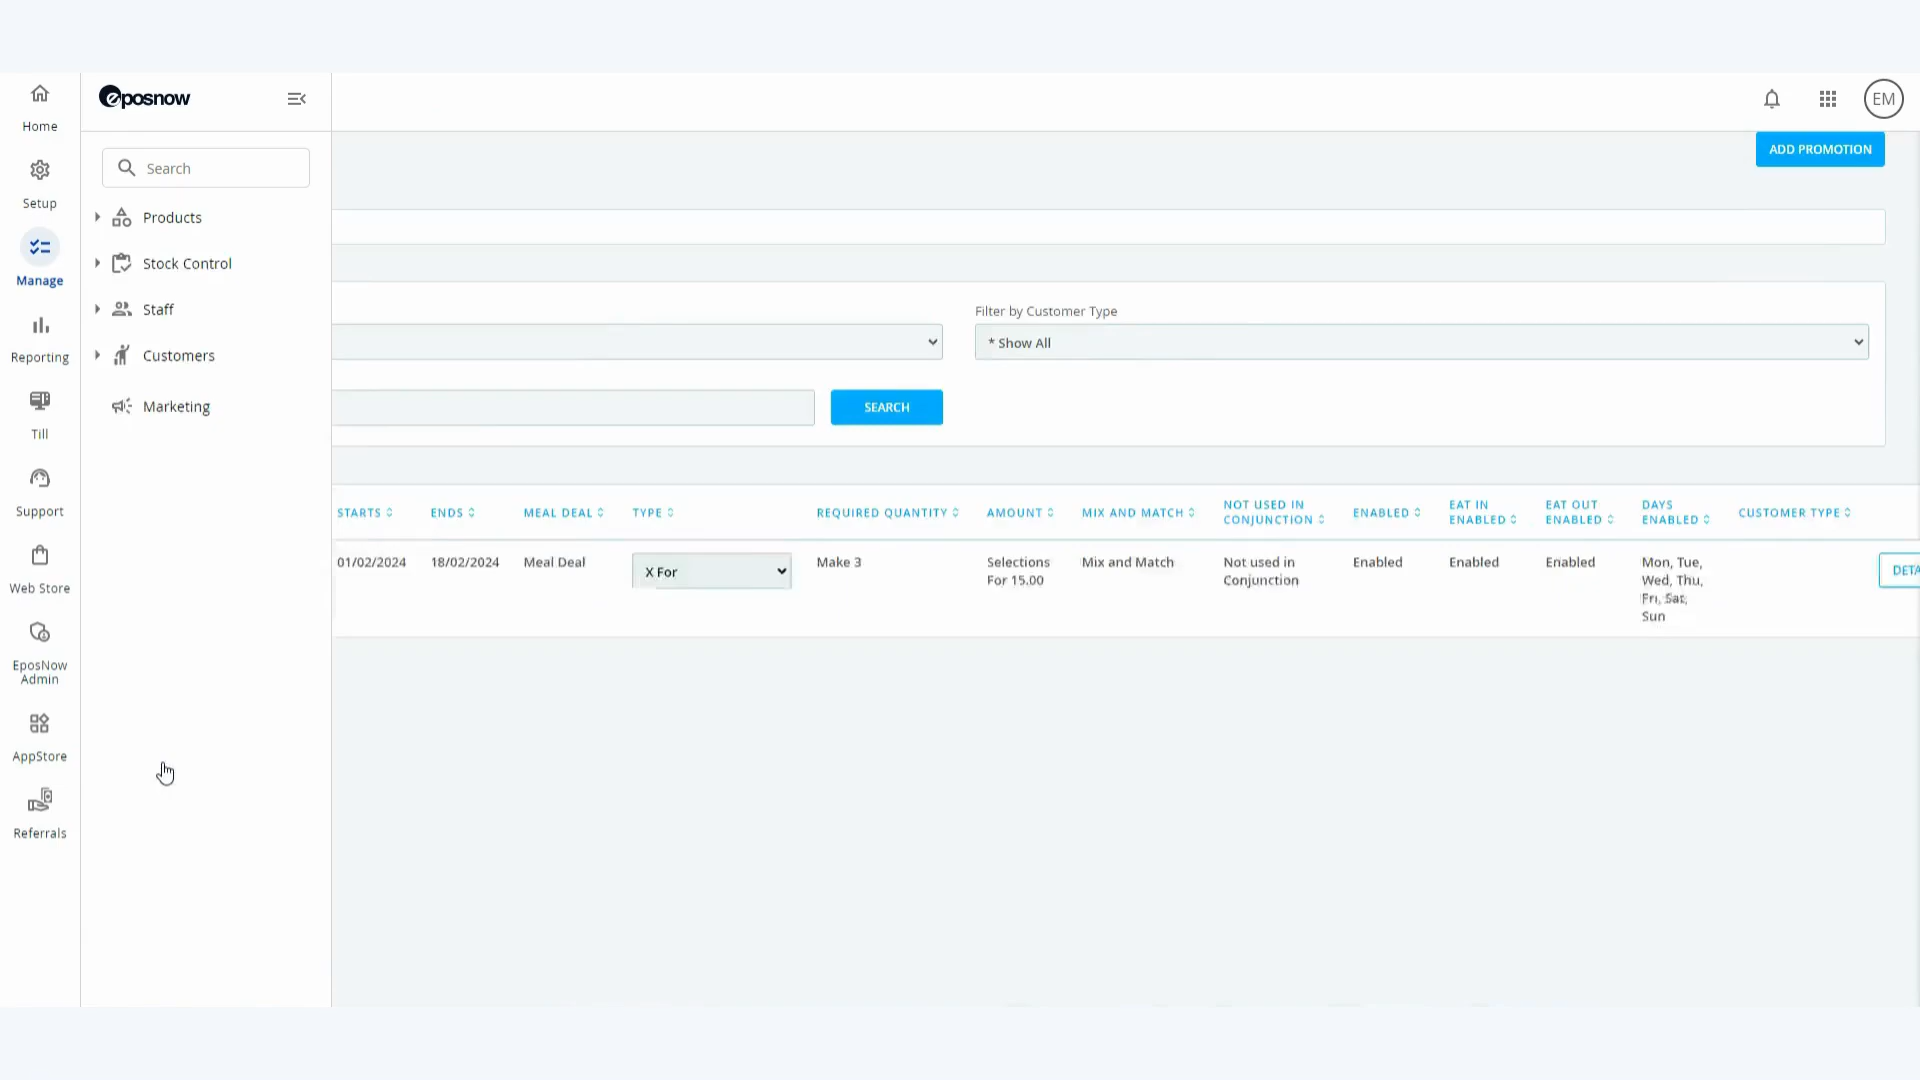 Home
Setup
Manage
Reporting
Till
Support
Web Store
EposNow
Admin
AppStore
Referrals
eposnow
Search
Products
Stock Control
Staff
Customers
Marketing
EM
ADD PROMOTION
Filter by Customer Type
* Show All
SEARCH
STARTS ENDS MEAL DEAL TYPE REQUIRED QUANTITY AMOUNT MIX AND MATCH
NOT USED IN
CONJUNCTION
ENABLED
EAT IN
ENABLED
EAT OUT
ENABLED
DAYS
ENABLED
CUSTOMER TYPE
01/02/2024 18/02/2024 Meal Deal X For Make 3
Selections
For 15.00
Mix and Match
Not used in
Conjunction
Enabled Enabled Enabled
Mon, Tue,
Wed, Thu,
Fri, Sat,
Sun
DETA